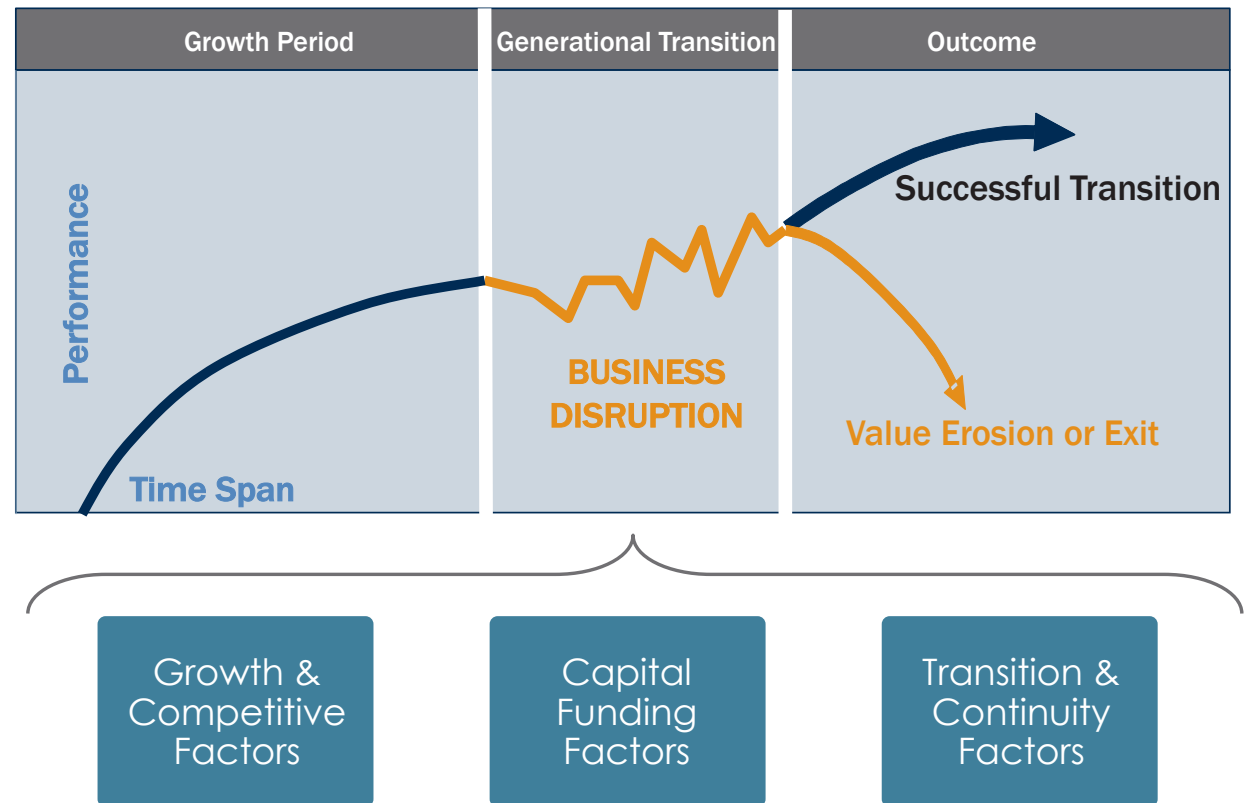 Growth Period
Generational Transition
Outcome
Performance
Successful Transition
BUSINESS
DISRUPTION
Value Erosion or Exit
Time Span
Growth &
Competitive
Factors
Capital
Funding
Factors
Transition &
Continuity
Factors